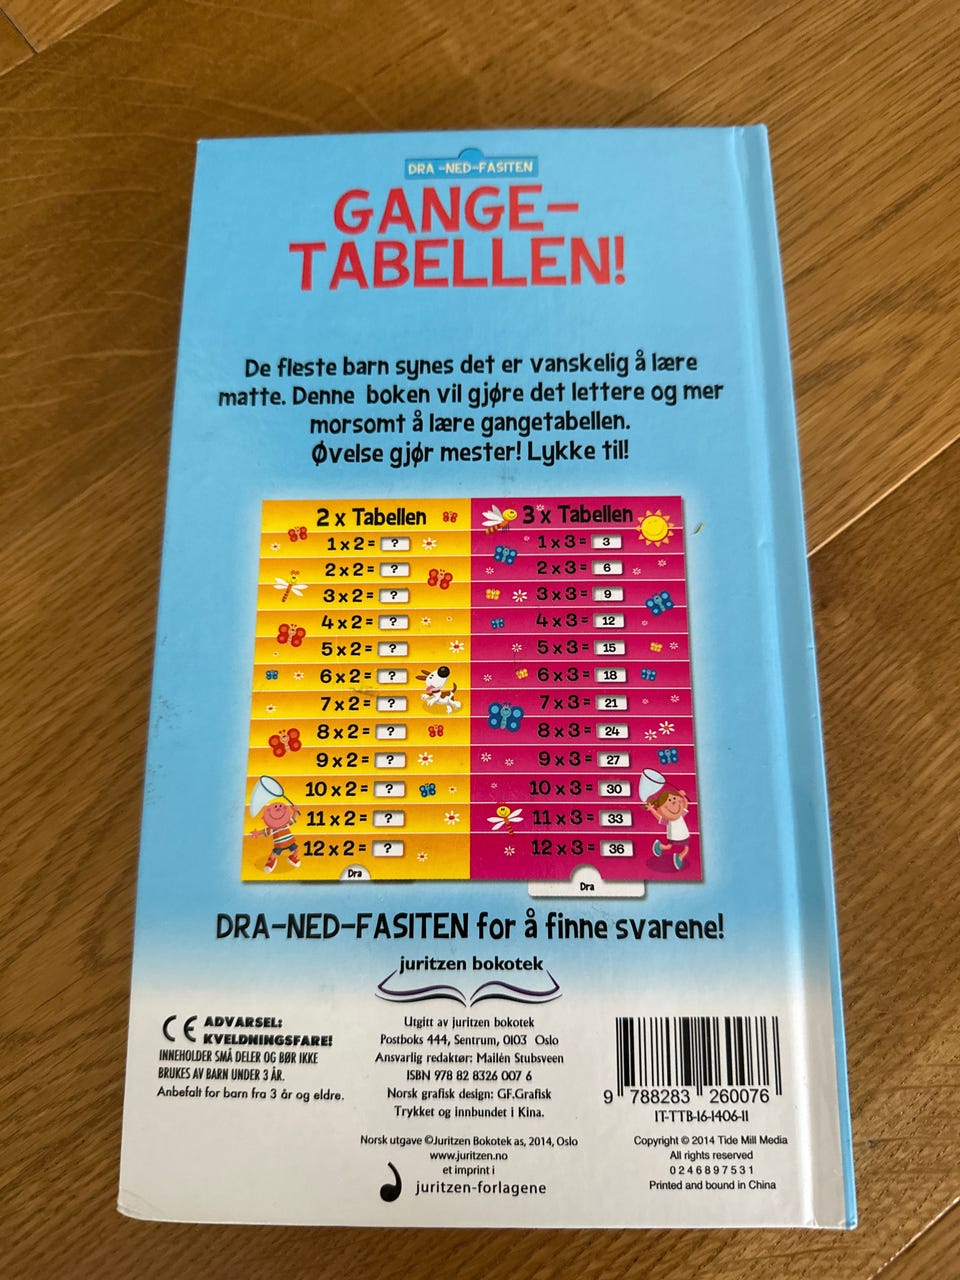 DRA-NED-FASITEN
GANGE-
TABELLEN!
De fleste barn synes det er vanskelig å lære
matte. Denne boken vil gjøre det lettere og mer
morsomt å lære gangetabellen.
Øvelse gjør mester! Lykke til!
2 x Tabellen
1 x 2 = ?
2 x 2 = ?
3 x 2 = ?
4 x 2 = ?
5 x 2 = ?
6 x 2 = ?
7 x 2 = ?
8 x 2 = ?
9 x 2 = ?
10 x 2 = ?
11 x 2 = ?
12 x 2 = ?
Dra
3 x Tabellen
1 x 3 = 3
2 x 3 = 6
3 x 3 = 9
4 x 3 = 12
5 x 3 = 15
6 x 3 = 18
7 x 3 = 21
8 x 3 = 24
9 x 3 = 27
10 x 3 = 30
11 x 3 = 33
12 x 3 = 36
Dra
DRA-NED-FASITEN for å finne svarene!
juritzen bokotek
CE ADVARSEL:
KVELDNINGSFARE!
INNEHOLDER SMÅ DELER OG BØR IKKE
BRUKES AV BARN UNDER 3 ÅR.
Anbefalt for barn fra 3 år og eldre.
Utgitt av juritzen bokotek
Postboks 444, Sentrum, 0103 Oslo
Ansvarlig redaktør: Mailén Stubsveen
ISBN 978 82 8326 007 6
Norsk grafisk design: GF.Grafisk
Trykket og innbundet i Kina.
Norsk utgave ©Juritzen Bokotek as, 2014, Oslo
www.juritzen.no
et imprint i
juritzen-forlagene
9 788283 260076
IT-TTB-16-1406-11
Copyright © 2014 Tide Mill Media
All rights reserved
0 2 4 6 8 9 7 5 3 1
Printed and bound in China